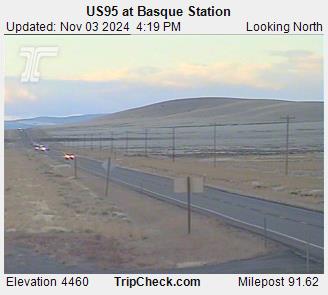 US95 at Basque Station
Updated: Nov 03 2024 4:19 PM Looking North
Elevation 4460 TripCheck.com Milepost 91.62